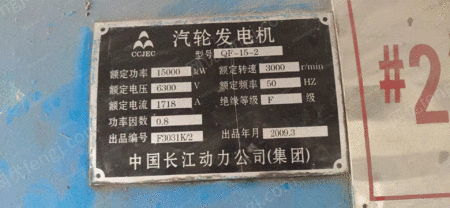 CCJEC
汽轮发电机
型号 QF-15-2
额定功率 15000 kW 额定转速 3000 r/min
额定电压 6300 V 额定频率 50 HZ
额定电流 1718 A 绝缘等级 F 级
功率因数 0.8
出品编号 F3031K/2 出品年月 2009.3
中国长江动力公司(集团)
#2